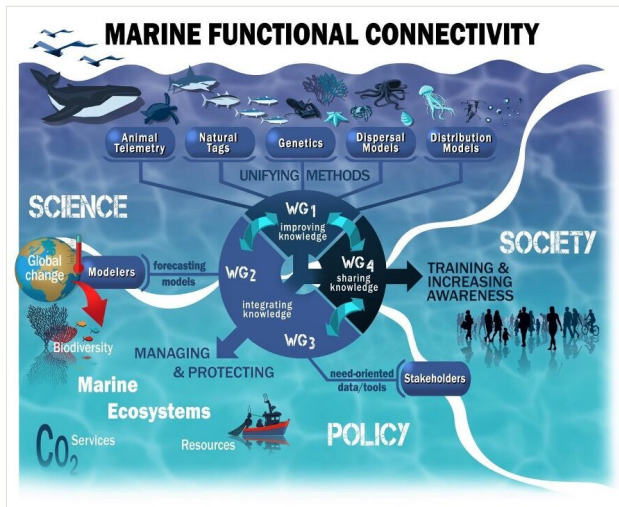 MARINE FUNCTIONAL CONNECTIVITY
Animal
Telemetry
Natural
Tags
Genetics
Dispersal
Models
Distribution
Models
UNIFYING METHODS
SCIENCE
WG1
improving
knowledge
SOCIETY
Global
change
Modelers
forecasting
models
WG2
integrating
knowledge
WG4
sharing
knowledge
TRAINING &
INCREASING
AWARENESS
Biodiversity
WG3
MANAGING
& PROTECTING
need-oriented
data/tools
Stakeholders
Marine
Ecosystems
CO2
Services
Resources
POLICY